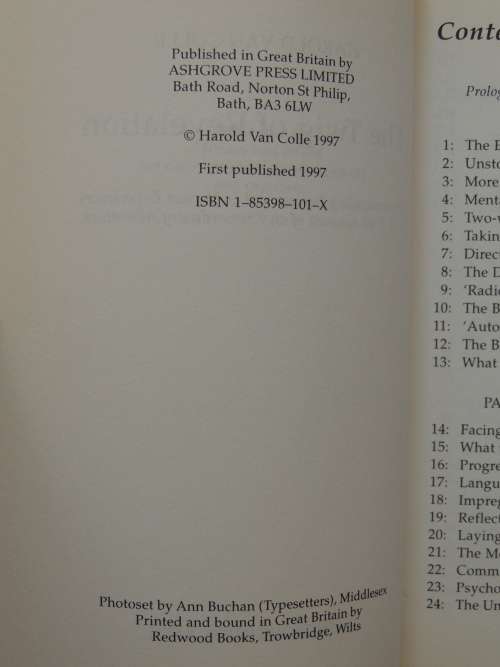 Published in Great Britain by
ASHGROVE PRESS LIMITED
Bath Road, Norton St Philip,
Bath, BA3 6LW
© Harold Van Colle 1997
First published 1997
ISBN 1–85398–101–X
Photoset by Ann Buchan (Typesetters), Middlesex
Printed and bound in Great Britain by
Redwood Books, Trowbridge, Wilts
Conte
Prolog
1: The E
2: Unsto
3: More
4: Menta
5: Two-w
6: Takin
7: Direc
8: The D
9: ‘Radio
10: The B
11: ‘Auto
12: The B
13: What
PA
14: Facing
15: What
16: Progre
17: Langu
18: Impreg
19: Reflect
20: Laying
21: The Me
22: Comm
23: Psycho
24: The Un